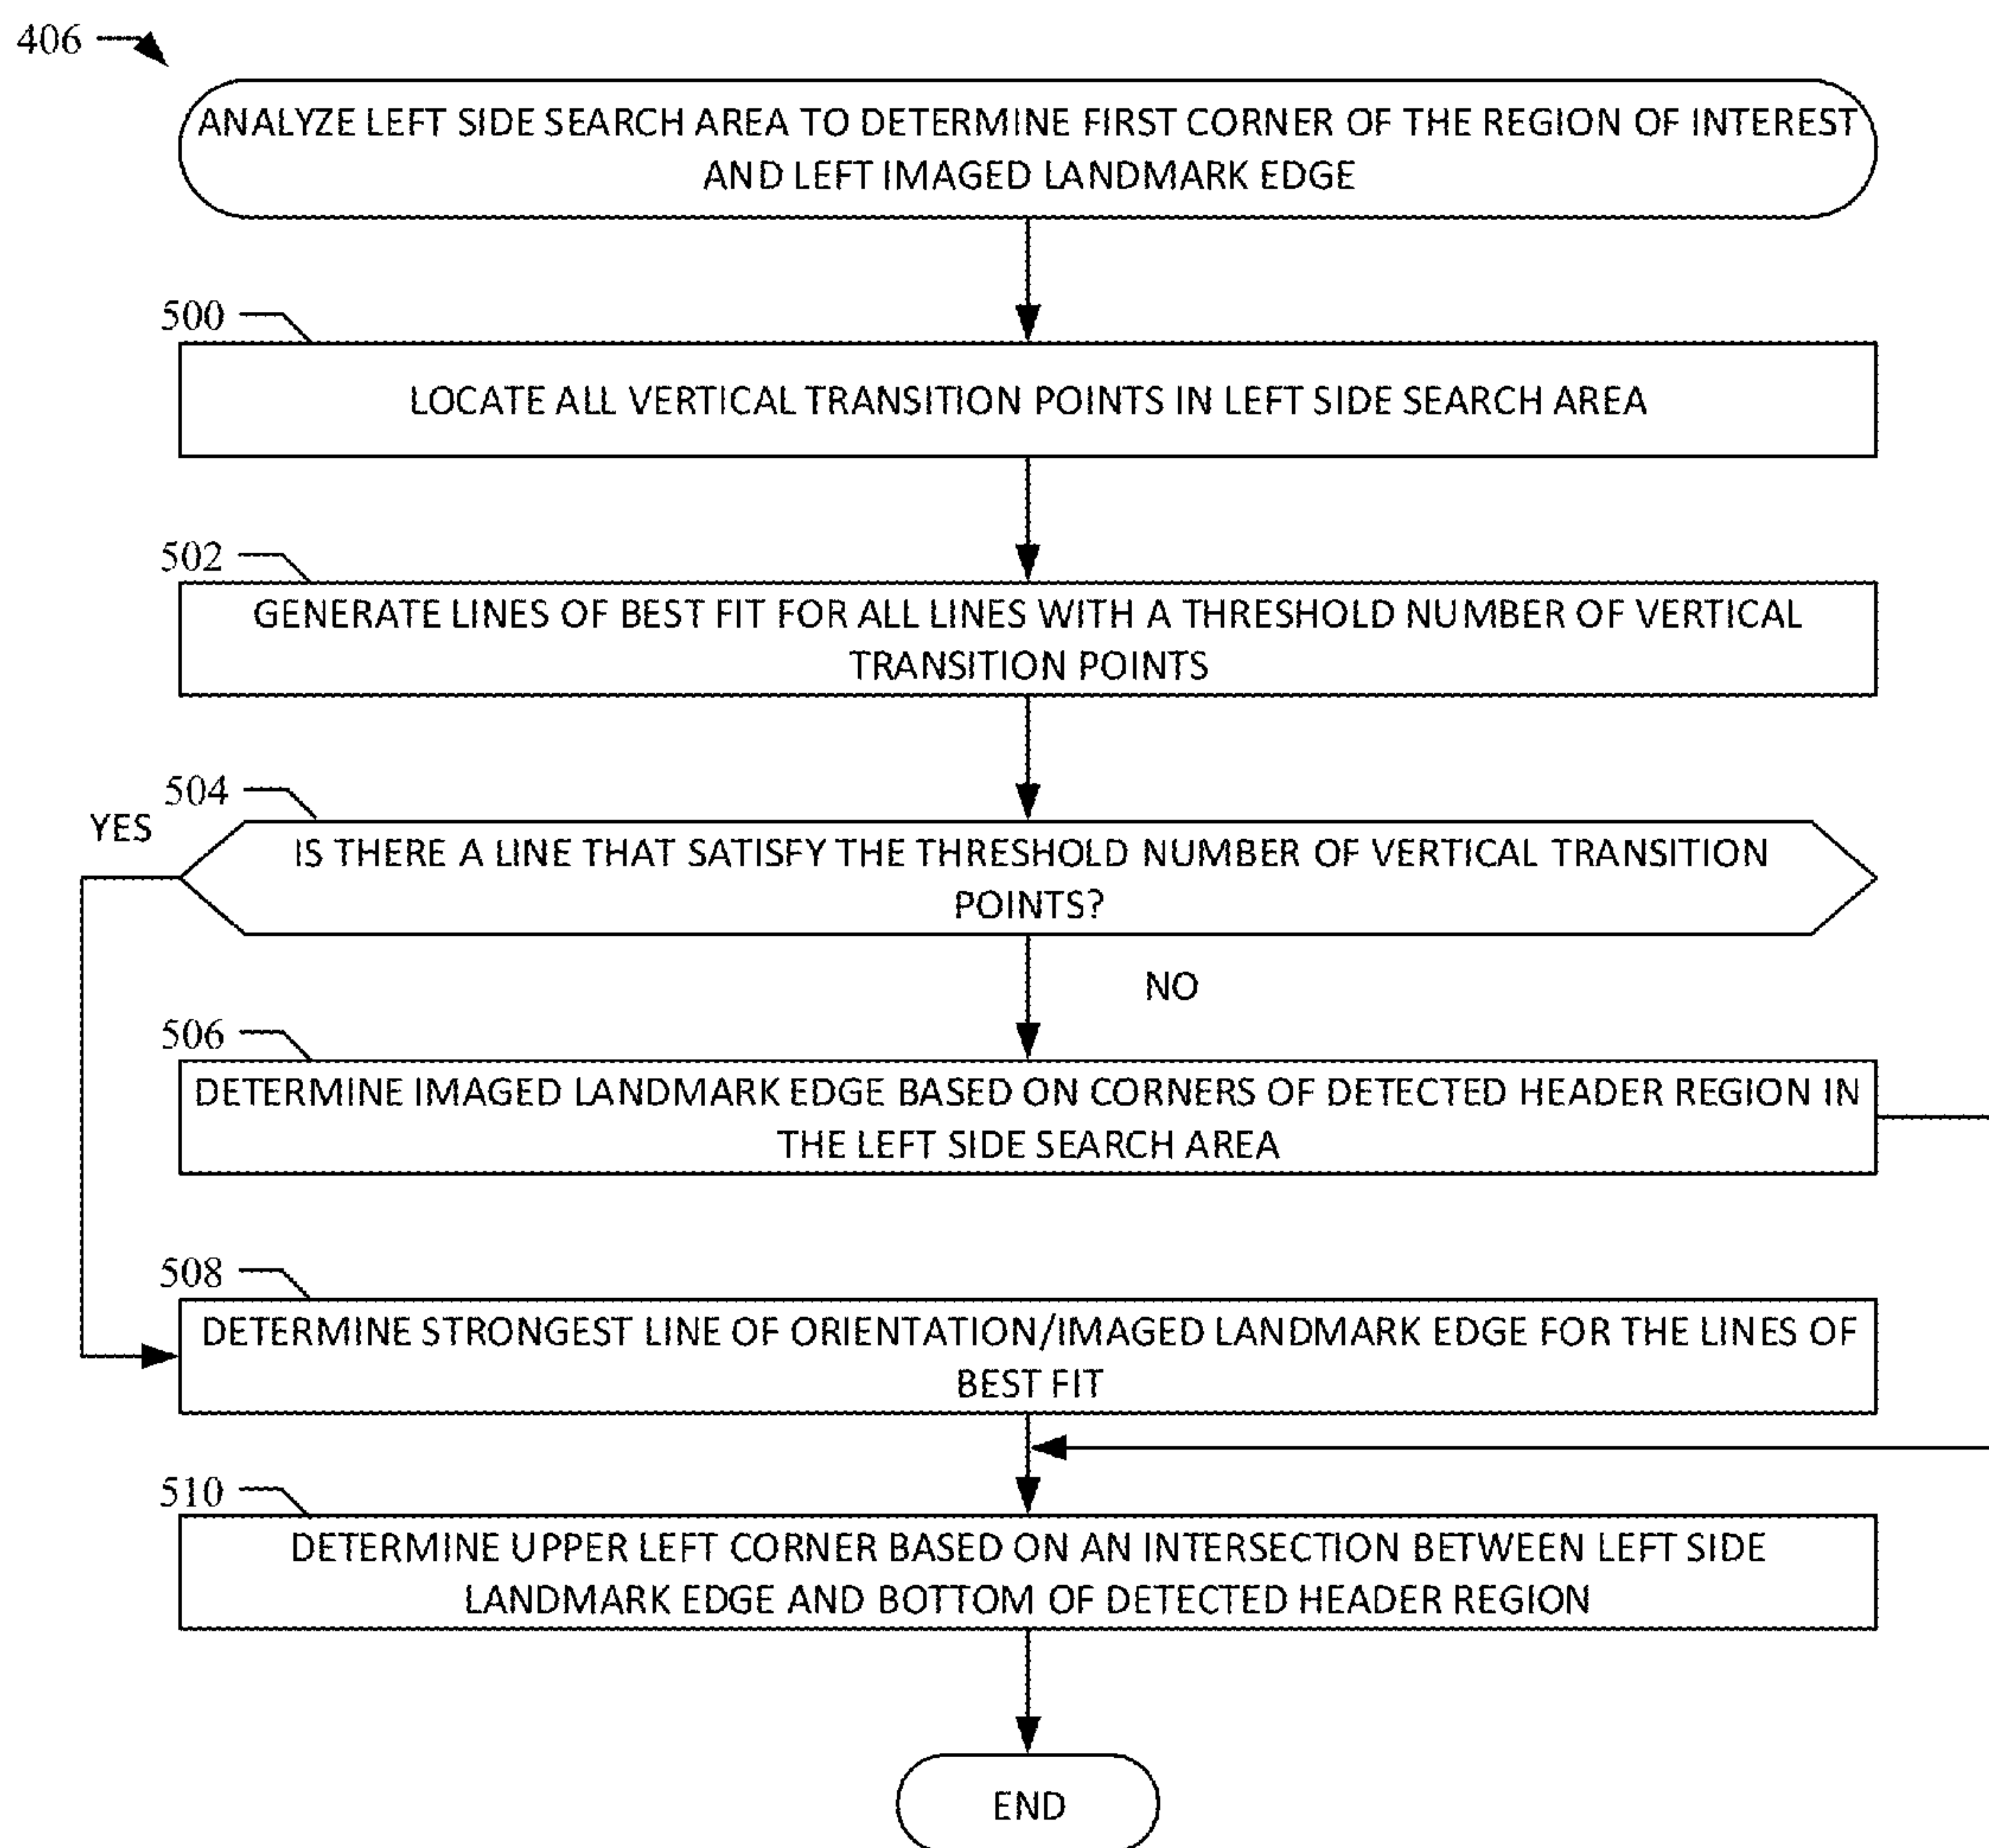 406
ANALYZE LEFT SIDE SEARCH AREA TO DETERMINE FIRST CORNER OF THE REGION OF INTEREST
AND LEFT IMAGED LANDMARK EDGE
500
LOCATE ALL VERTICAL TRANSITION POINTS IN LEFT SIDE SEARCH AREA
502
GENERATE LINES OF BEST FIT FOR ALL LINES WITH A THRESHOLD NUMBER OF VERTICAL
TRANSITION POINTS
504
YES
IS THERE A LINE THAT SATISFY THE THRESHOLD NUMBER OF VERTICAL TRANSITION
POINTS?
NO
506
DETERMINE IMAGED LANDMARK EDGE BASED ON CORNERS OF DETECTED HEADER REGION IN
THE LEFT SIDE SEARCH AREA
508
DETERMINE STRONGEST LINE OF ORIENTATION/IMAGED LANDMARK EDGE FOR THE LINES OF
BEST FIT
510
DETERMINE UPPER LEFT CORNER BASED ON AN INTERSECTION BETWEEN LEFT SIDE
LANDMARK EDGE AND BOTTOM OF DETECTED HEADER REGION
END